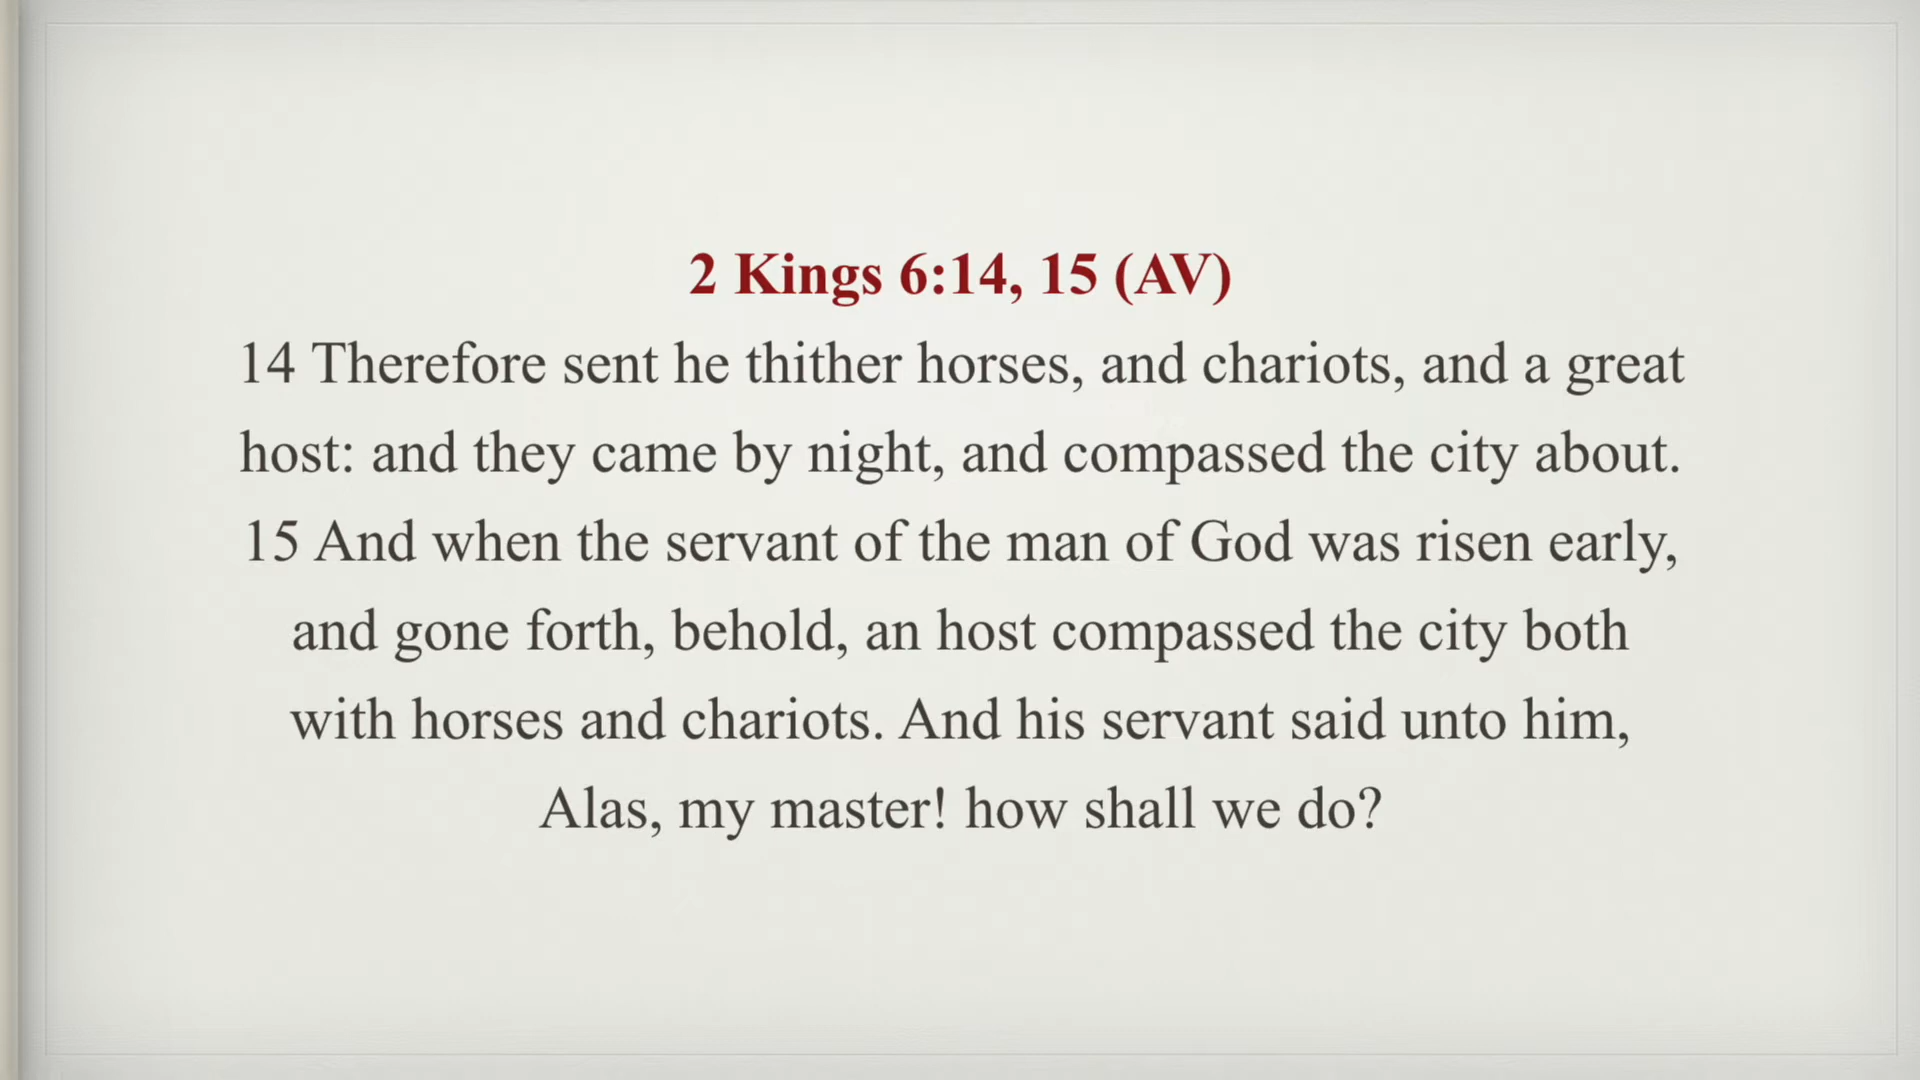 2 Kings 6:14, 15 (AV)
14 Therefore sent he thither horses, and chariots, and a great
host: and they came by night, and compassed the city about.
15 And when the servant of the man of God was risen early,
and gone forth, behold, an host compassed the city both
with horses and chariots. And his servant said unto him,
Alas, my master! how shall we do?